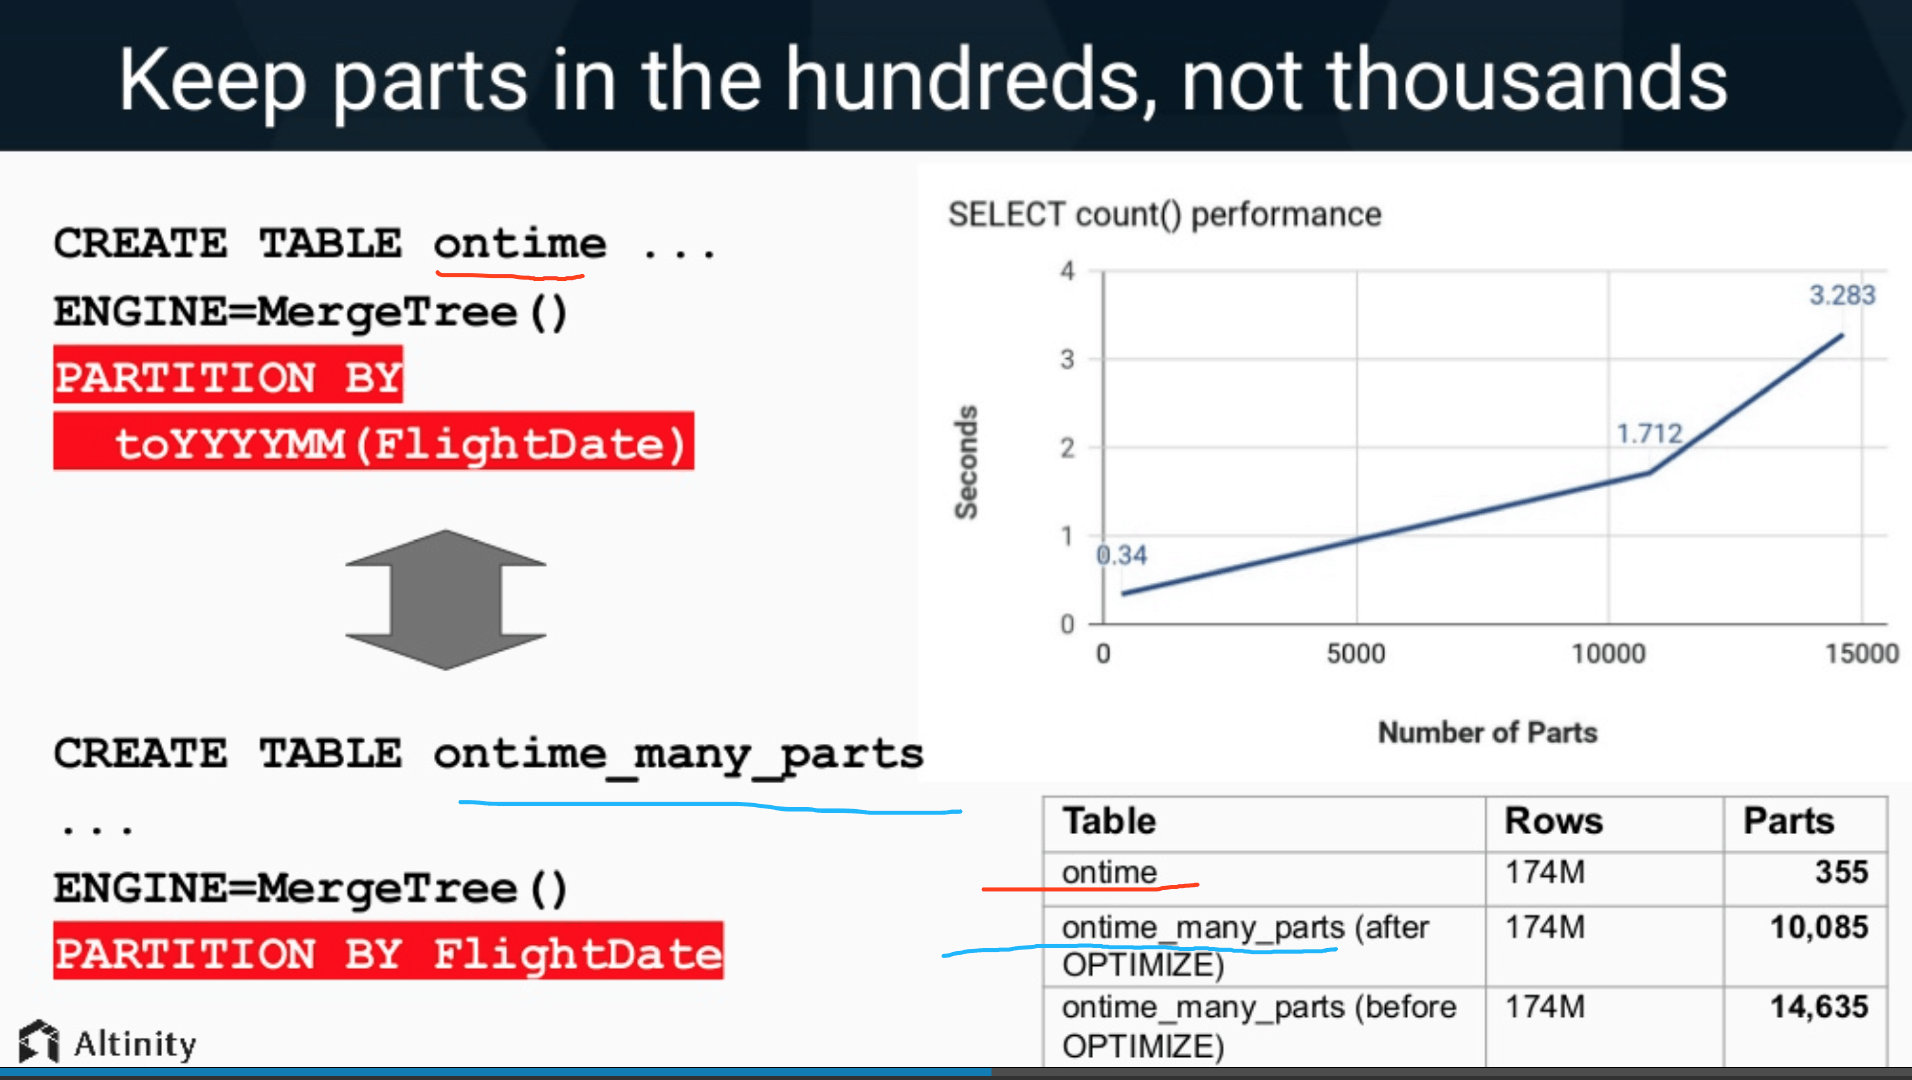 Keep parts in the hundreds, not thousands
CREATE TABLE ontime ...
ENGINE=MergeTree()
PARTITION BY
toYYYYMM(FlightDate)
CREATE TABLE ontime_many_parts
...
ENGINE=MergeTree()
PARTITION BY FlightDate
Altinity
SELECT count() performance
4
3
2
1
0
Seconds
0.34
1.712
3.283
0 5000 10000 15000
Number of Parts
Table Rows Parts
ontime 174M 355
ontime_many_parts (after 174M 10,085
OPTIMIZE)
ontime_many_parts (before 174M 14,635
OPTIMIZE)